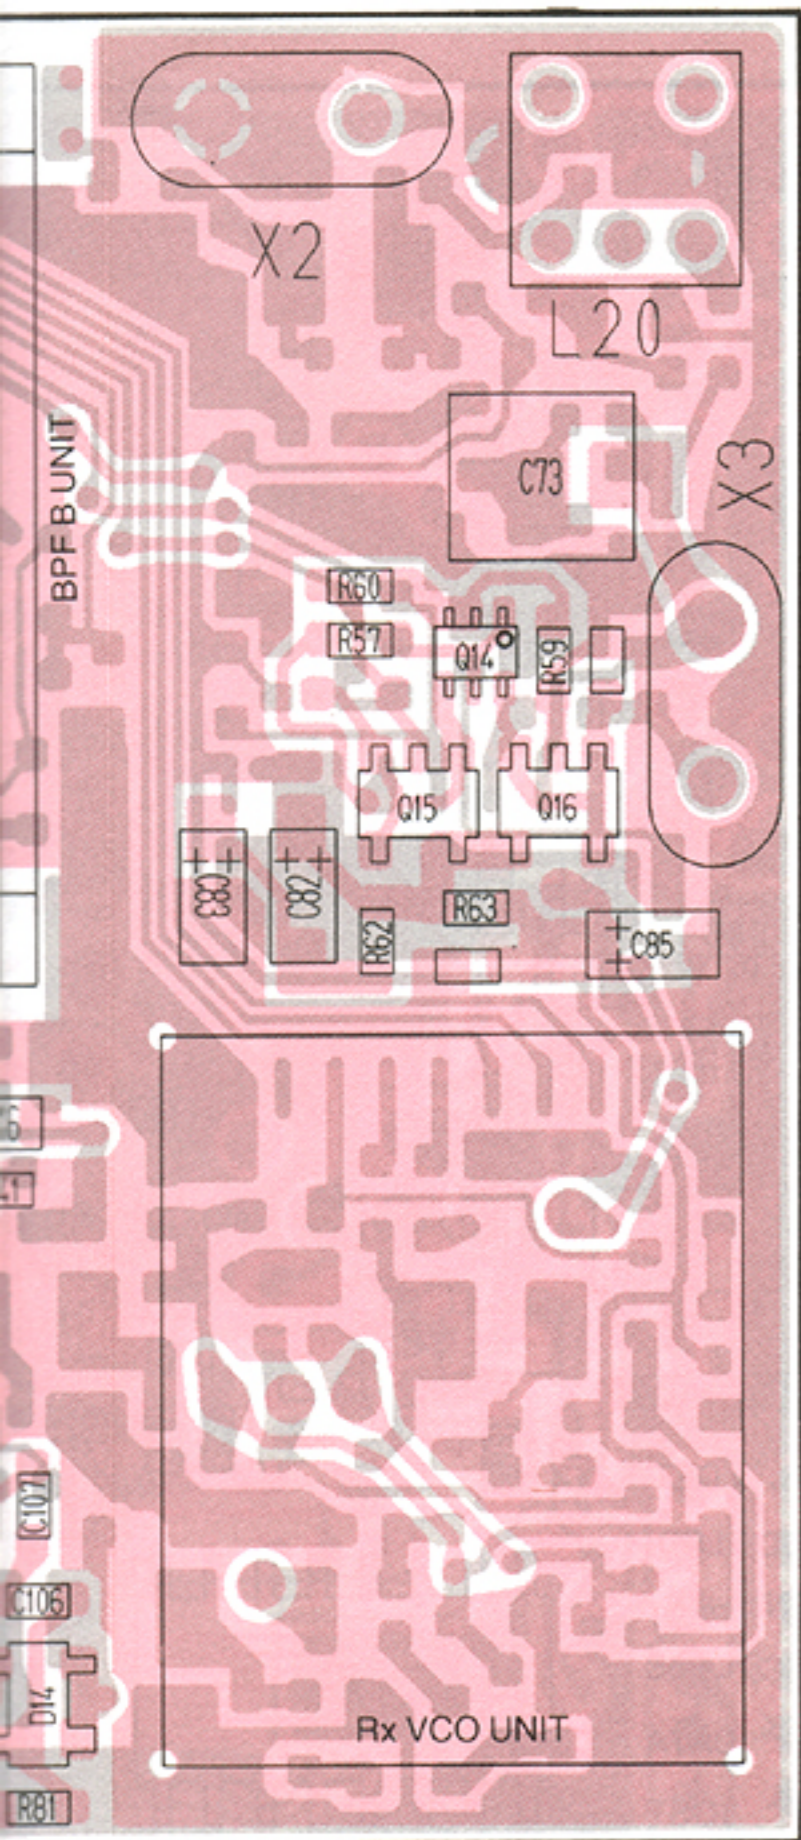 X2
L20
BPF B UNIT
C73
X3
R60
R57
Q14
R59
Q15
Q16
C83
C82
R62
R63
C85
C107
C106
D14
Rx VCO UNIT
R81